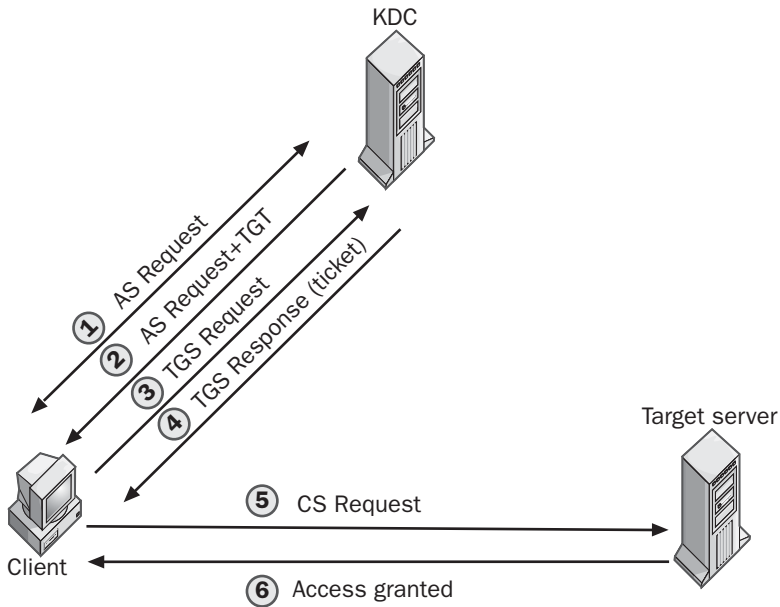 KDC
1 AS Request
2 AS Request+TGT
3 TGS Request
4 TGS Response (ticket)
Target server
5 CS Request
Client
6 Access granted